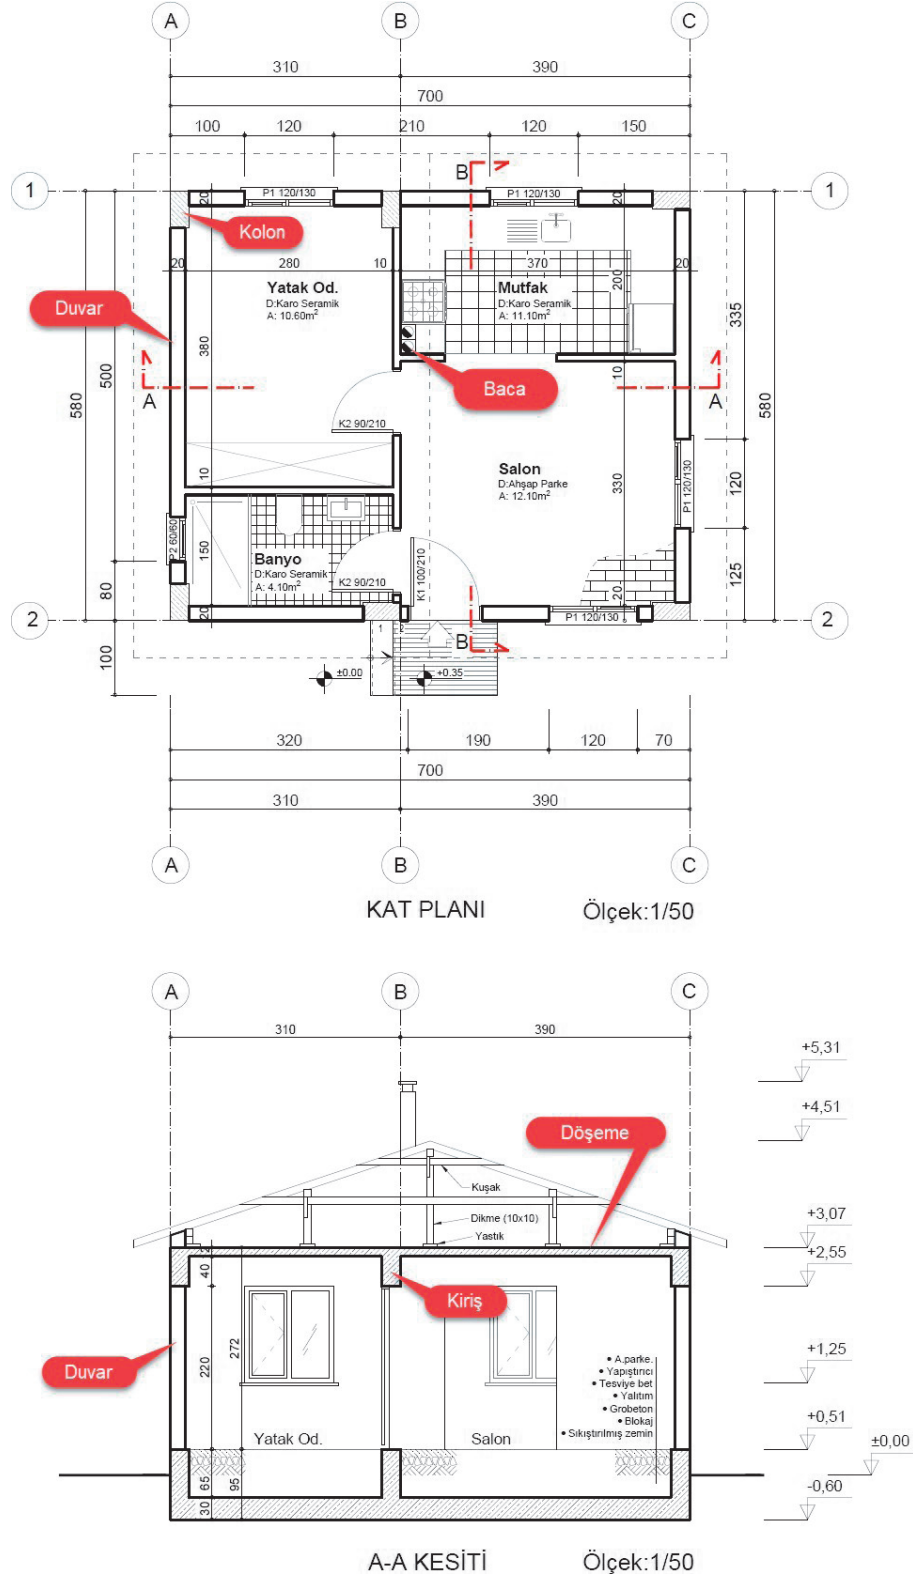 A B C
310 390
700
100 120 210 120 150
1 B 1
P1 120/130 P1 120/130
20 20
Kolon
20 280 10 370 20
Yatak Od.
D:Karo Seramik
A: 10.60m²
Mutfak
D:Karo Seramik
A: 11.10m²
200
Duvar
335
380
500
10
Baca
A A
580 580
K2 90/210
10
Salon
D:Ahşap Parke
A: 12.10m²
330
P1 120/130
120
P2 60/60
150
Banyo
D:Karo Seramik
A: 4.10m²
K2 90/210
K1 100/210
80
125
20 20
2 P1 120/130 2
1 2
B
100
±0.00 +0.35
320 190 120 70
700
310 390
A B C
KAT PLANI Ölçek:1/50
A B C
310 390
+5,31
+4,51
Döşeme
Kuşak
Dikme (10x10)
Yastık
+3,07
+2,55
40
Kiriş
272
220
Duvar
+1,25
• A.parke.
• Yapıştırıcı
• Tesviye bet
• Yalıtım
• Grobeton
• Blokaj
• Sıkıştırılmış zemin
Yatak Od. Salon
+0,51
±0,00
65 95
-0,60
30
A-A KESİTİ Ölçek:1/50